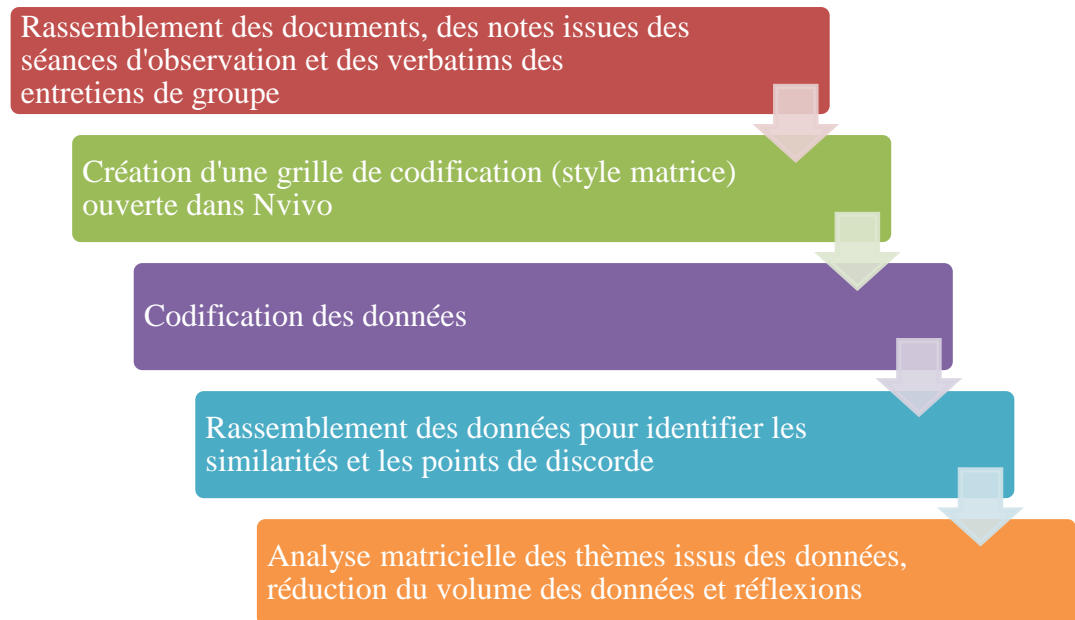 Rassemblement des documents, des notes issues des
séances d'observation et des verbatims des
entretiens de groupe
Création d'une grille de codification (style matrice)
ouverte dans Nvivo
Codification des données
Rassemblement des données pour identifier les
similarités et les points de discorde
Analyse matricielle des thèmes issus des données,
réduction du volume des données et réflexions